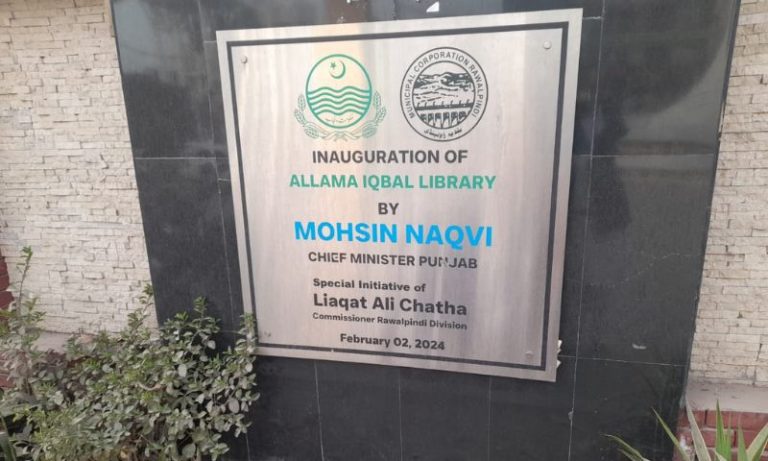 MUNICIPAL CORPORATION RAWALPINDI
INAUGURATION OF
ALLAMA IQBAL LIBRARY
BY
MOHSIN NAQVI
CHIEF MINISTER PUNJAB
Special Initiative of
Liaqat Ali Chatha
Commissioner Rawalpindi Division
February 02, 2024